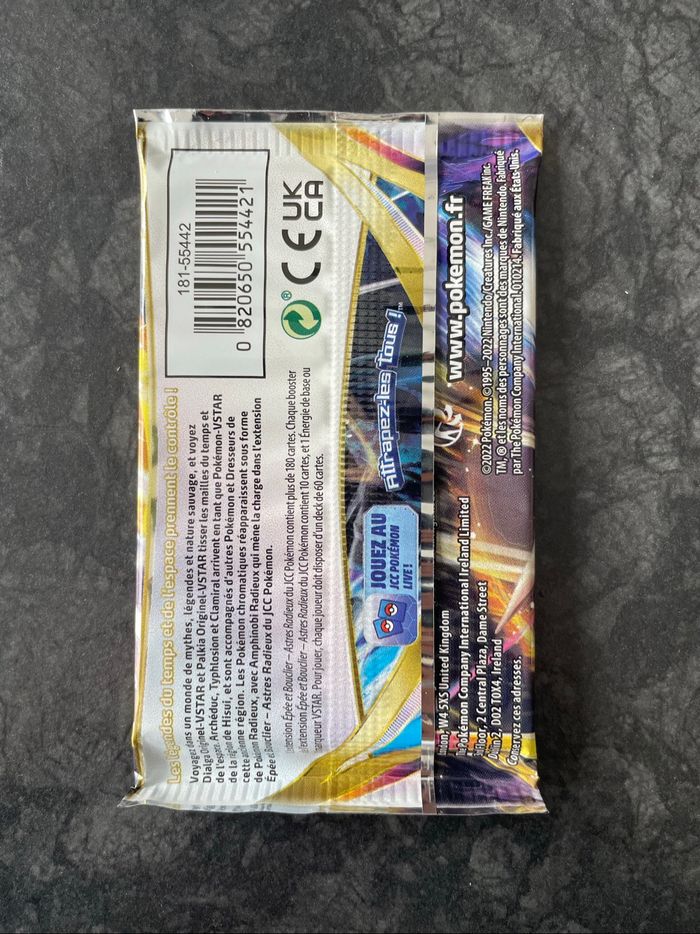 Les légendes du temps et de l'espace prennent le contrôle !
Voyagez dans un monde de mythes, légendes et nature sauvage, et voyez
Dialga Originel-VSTAR et Palkia Originel-VSTAR tisser les mailles du temps et
de l'espace. Archéduc, Typhlosion et Clamiral arrivent en tant que Pokémon-VSTAR
de la région de Hisui, et sont accompagnés d'autres Pokémon et Dresseurs de
cette ancienne région. Les Pokémon chromatiques réapparaissent sous forme
de Pokémon Radieux, avec Amphinobi Radieux qui mène la charge dans l'extension
Épée et Bouclier – Astres Radieux du JCC Pokémon.
181-55442
0 820650 554421
CE UK
CA
®
L'extension Épée et Bouclier – Astres Radieux du JCC Pokémon contient plus de 180 cartes. Chaque booster
de l'extension Épée et Bouclier – Astres Radieux du JCC Pokémon contient 10 cartes, et 1 Énergie de base ou
marqueur VSTAR. Pour jouer, chaque joueur doit disposer d'un deck de 60 cartes.
JOUEZ AU
JCC POKÉMON
LIVE !
Attrapez-les Tous !™
W4 5XS United Kingdom
The Pokémon Company International Ireland Limited
Floor, 2 Central Plaza, Dame Street
Dublin 2, D02 T0X4, Ireland
Conservez ces adresses.
www.pokemon.fr
©2022 Pokémon ©1995–2022 Nintendo/Creatures Inc./GAME FREAK inc.
TM, ® et les noms des personnages sont des marques de Nintendo. Fabriqué
par The Pokémon Company International. 010214. Fabriqué aux États-Unis.